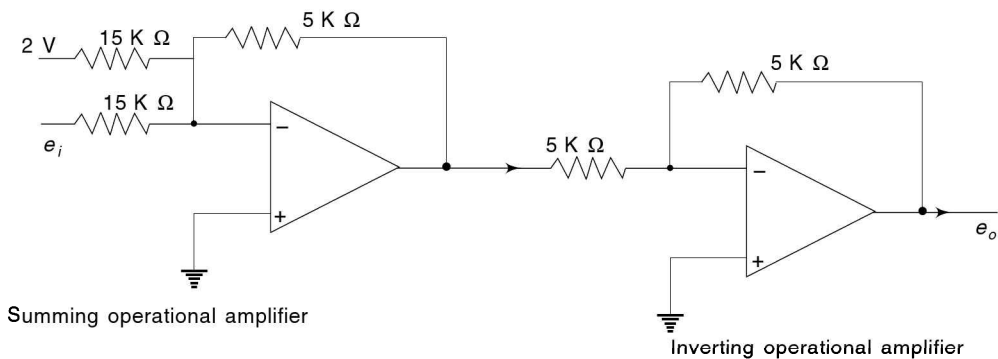 5 K Ω
2 V
15 K Ω
5 K Ω
15 K Ω
−
e_i
5 K Ω
−
+
e_o
+
Summing operational amplifier
Inverting operational amplifier